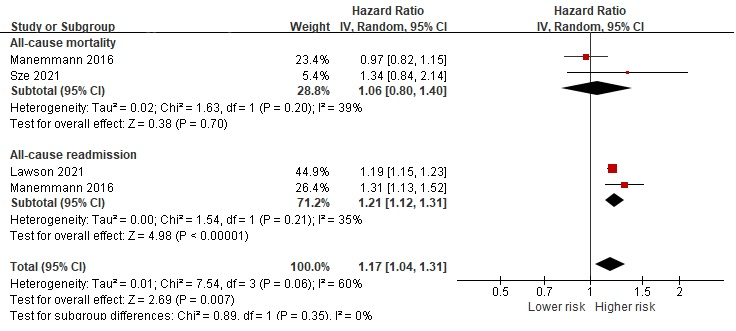 Hazard Ratio Hazard Ratio
Study or Subgroup Weight IV, Random, 95% CI IV, Random, 95% CI
All-cause mortality
Manemmann 2016 23.4% 0.97 [0.82, 1.15]
Sze 2021 5.4% 1.34 [0.84, 2.14]
Subtotal (95% CI) 28.8% 1.06 [0.80, 1.40]
Heterogeneity: Tau² = 0.02; Chi² = 1.63, df = 1 (P = 0.20); I² = 39%
Test for overall effect: Z = 0.38 (P = 0.70)
All-cause readmission
Lawson 2021 44.9% 1.19 [1.15, 1.23]
Manemmann 2016 26.4% 1.31 [1.13, 1.52]
Subtotal (95% CI) 71.2% 1.21 [1.12, 1.31]
Heterogeneity: Tau² = 0.00; Chi² = 1.54, df = 1 (P = 0.21); I² = 35%
Test for overall effect: Z = 4.98 (P < 0.00001)
Total (95% CI) 100.0% 1.17 [1.04, 1.31]
Heterogeneity: Tau² = 0.01; Chi² = 7.54, df = 3 (P = 0.06); I² = 60%
Test for overall effect: Z = 2.69 (P = 0.007)
Test for subgroup differences: Chi² = 0.89, df = 1 (P = 0.35), I² = 0%
0.5 0.7 1 1.5 2
Lower risk Higher risk